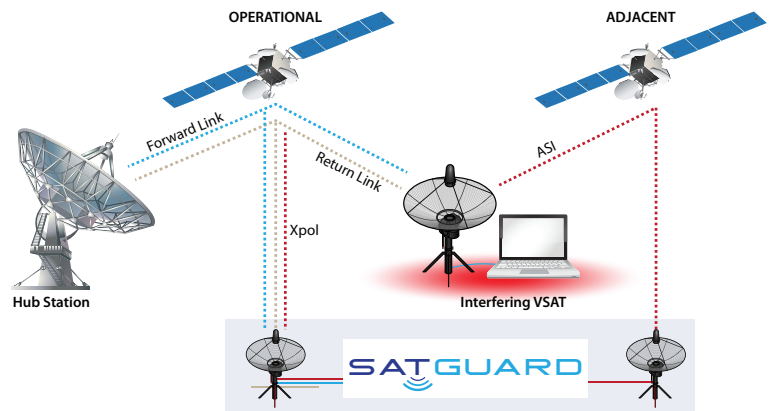 OPERATIONAL
ADJACENT
Forward Link
Return Link
ASI
Xpol
Hub Station
Interfering VSAT
SATGUARD